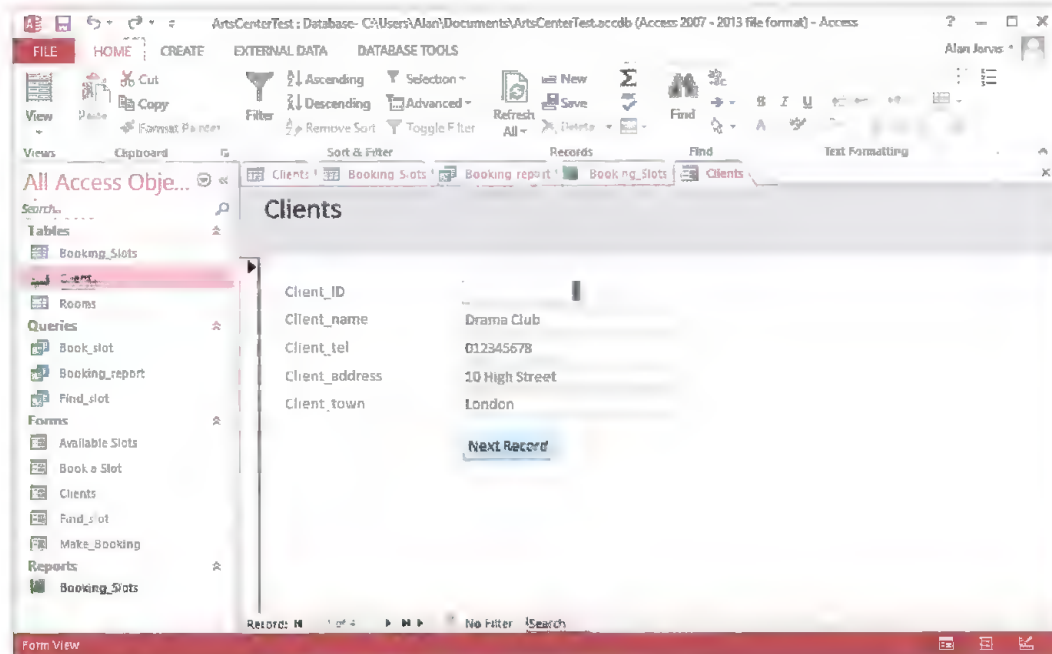 ArtsCenterTest : Database- C:\Users\Alan\Documents\ArtsCenterTest.accdb (Access 2007 - 2013 file format) - Access
FILE HOME CREATE EXTERNAL DATA DATABASE TOOLS
Alan Jarvis
View
Paste
Cut
Copy
Format Painter
Filter
Ascending
Descending
Remove Sort
Selection
Advanced
Toggle Filter
Refresh
All
New
Save
Delete
Find
B I U
A
Views Clipboard Sort & Filter Records Find Text Formatting
All Access Obje...
Search..
Tables
Booking_Slots
Clients
Rooms
Queries
Book_slot
Booking_report
Find_slot
Forms
Available Slots
Book a Slot
Clients
Find_slot
Make_Booking
Reports
Booking_Slots
Clients Booking Slots Booking report Booking_Slots Clients
Clients
Client_ID
Client_name Drama Club
Client_tel 012345678
Client_address 10 High Street
Client_town London
Next Record
Record: 1 of 4 No Filter Search
Form View